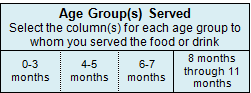 Age Group(s) Served
Select the column(s) for each age group to
whom you served the food or drink
0-3
months
4-5
months
6-7
months
8 months
through 11
months